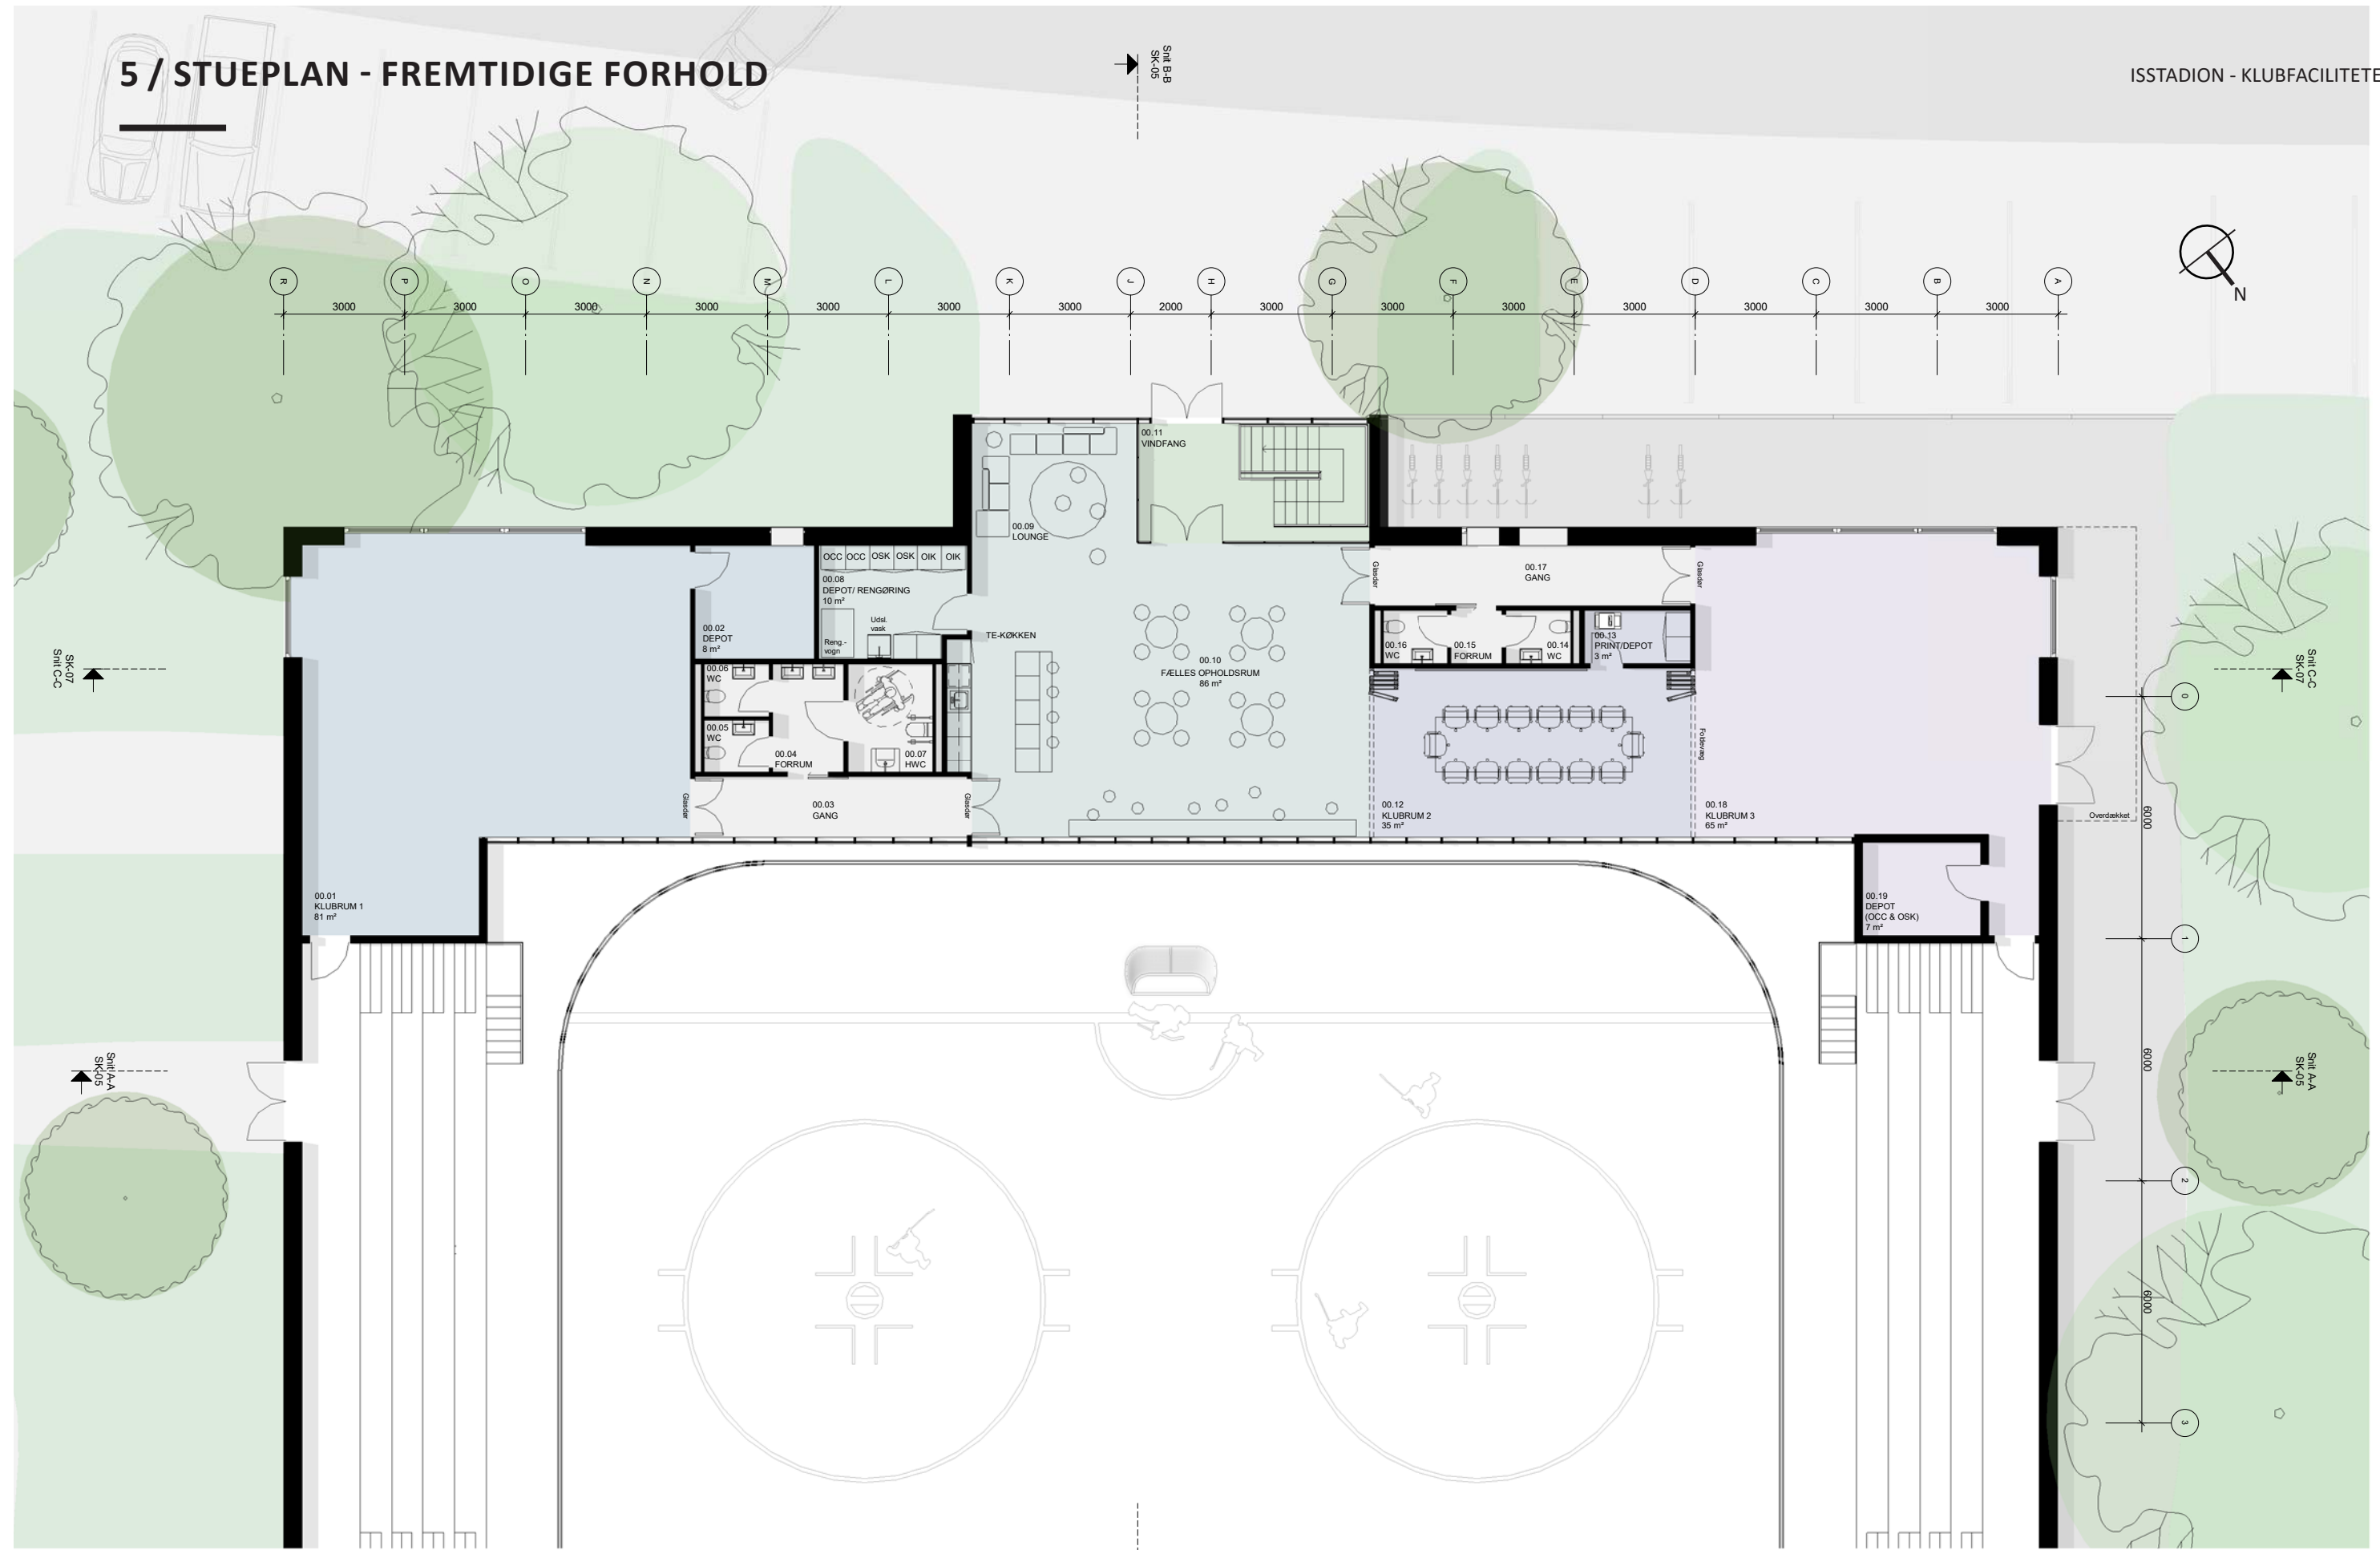 5 / STUEPLAN - FREMTIDIGE FORHOLD
ISSTADION - KLUBFACILITETE
Snit B-B
SK-05
N
R
P
O
N
M
L
K
J
H
G
F
E
D
C
B
A
3000
3000
3000
3000
3000
3000
3000
2000
3000
3000
3000
3000
3000
3000
3000
00.11
VINDFANG
00.09
LOUNGE
OCC
OCC
OSK
OSK
OIK
OIK
00.08
DEPOT/ RENGØRING
10 m²
Udsl.
vask
Reng.-
vogn
00.02
DEPOT
8 m²
TE-KØKKEN
00.10
FÆLLES OPHOLDSRUM
86 m²
Glasdør
00.17
GANG
Glasdør
00.16
WC
00.15
FORRUM
00.14
WC
00.13
PRINT/DEPOT
3 m²
00.06
WC
00.05
WC
00.04
FORRUM
00.07
HWC
Glasdør
00.03
GANG
Glasdør
00.12
KLUBRUM 2
35 m²
Foldevæg
00.18
KLUBRUM 3
65 m²
Overdækket
00.01
KLUBRUM 1
81 m²
00.19
DEPOT
(OCC & OSK)
7 m²
Snit C-C
SK-07
Snit C-C
SK-07
Snit A-A
SK-05
Snit A-A
SK-05
0
6000
1
6000
2
6000
3